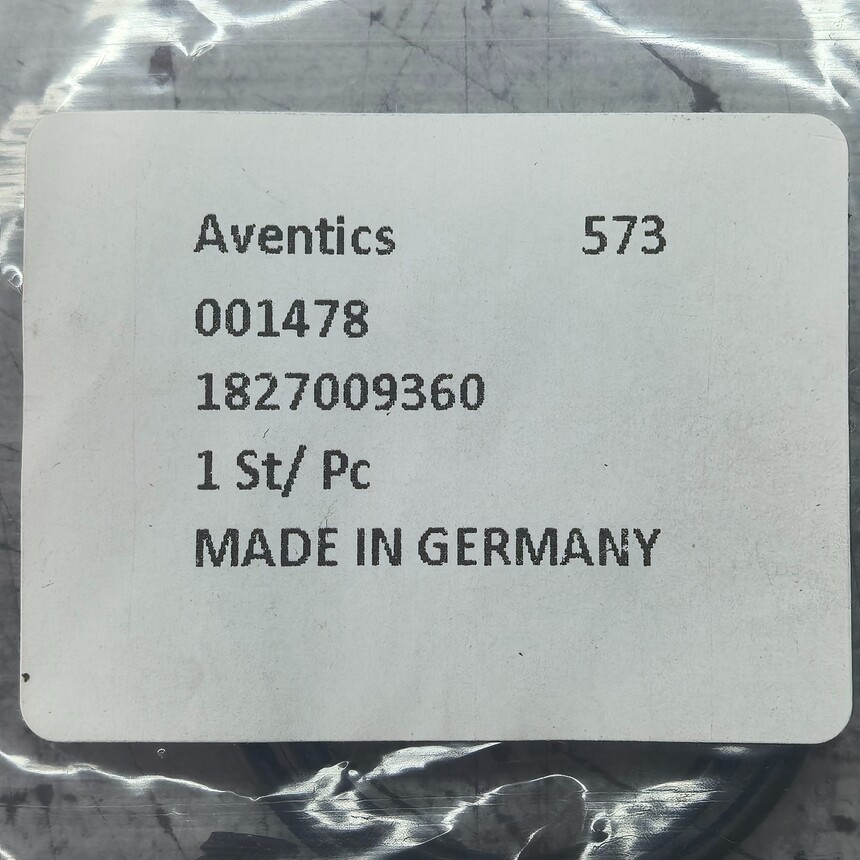 Aventics 573
001478
1827009360
1 St/ Pc
MADE IN GERMANY